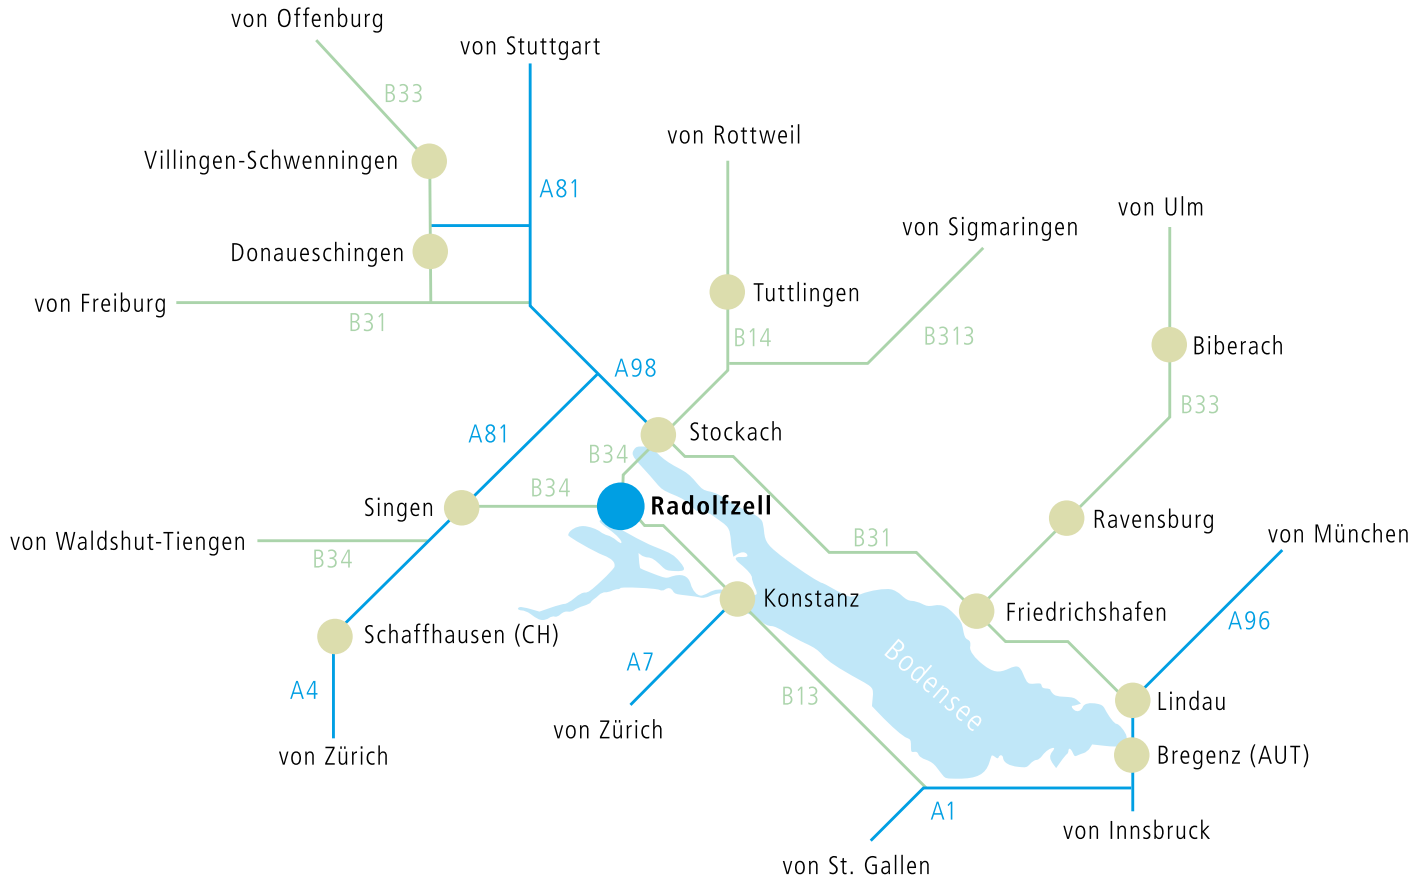 von Offenburg
von Stuttgart
B33
von Rottweil
Villingen-Schwenningen
A81
von Ulm
von Sigmaringen
Donaueschingen
Tuttlingen
von Freiburg
B31
B14
B313
Biberach
A98
B33
A81
Stockach
B34
B34
Singen
Radolfzell
Ravensburg
von München
von Waldshut-Tiengen
B34
B31
Konstanz
Friedrichshafen
A96
Schaffhausen (CH)
A7
Bodensee
A4
B13
Lindau
von Zürich
von Zürich
Bregenz (AUT)
A1
von Innsbruck
von St. Gallen